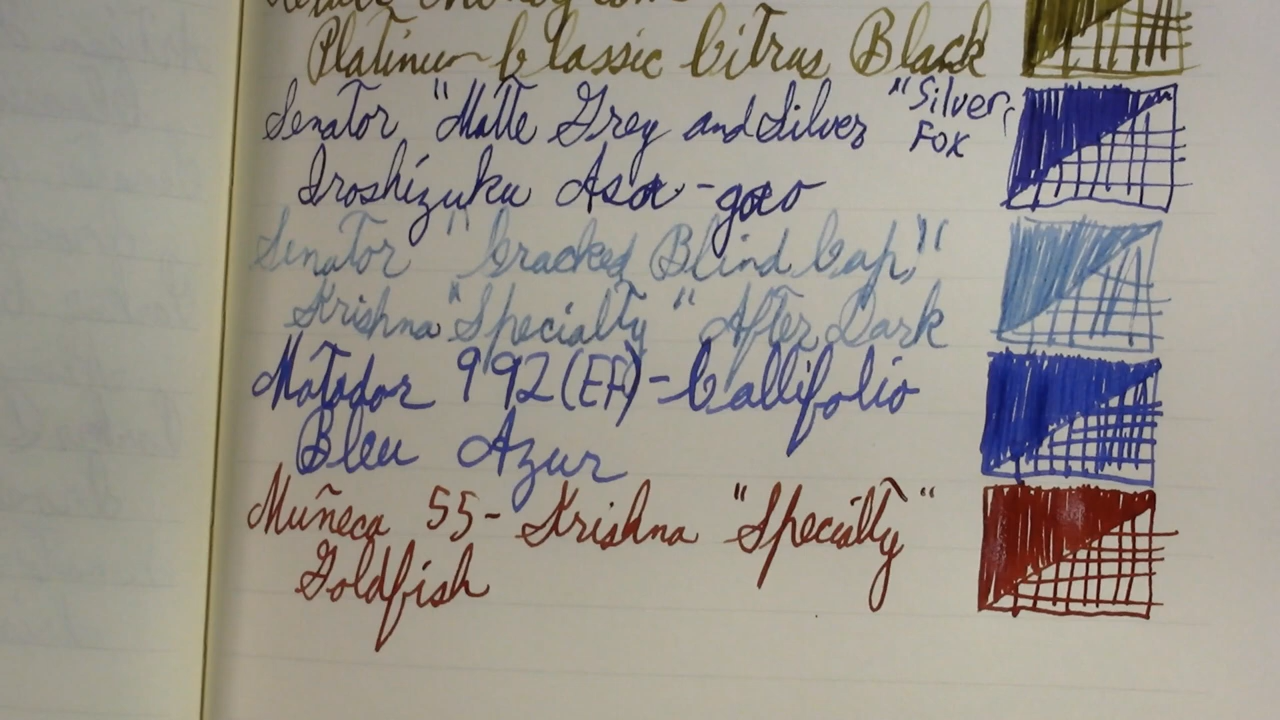 Platinum Classic Citrus Black
Senator "Matte Grey and Silver "Silver
Fox
Iroshizuku Asa-gao
Senator "Cracked Blind Cap"
Krishna "Specialty" After Dark
Matador 992 (EF) - Callifolio
Bleu Azur
Muñeca 55 - Krishna "Specialty"
Goldfish